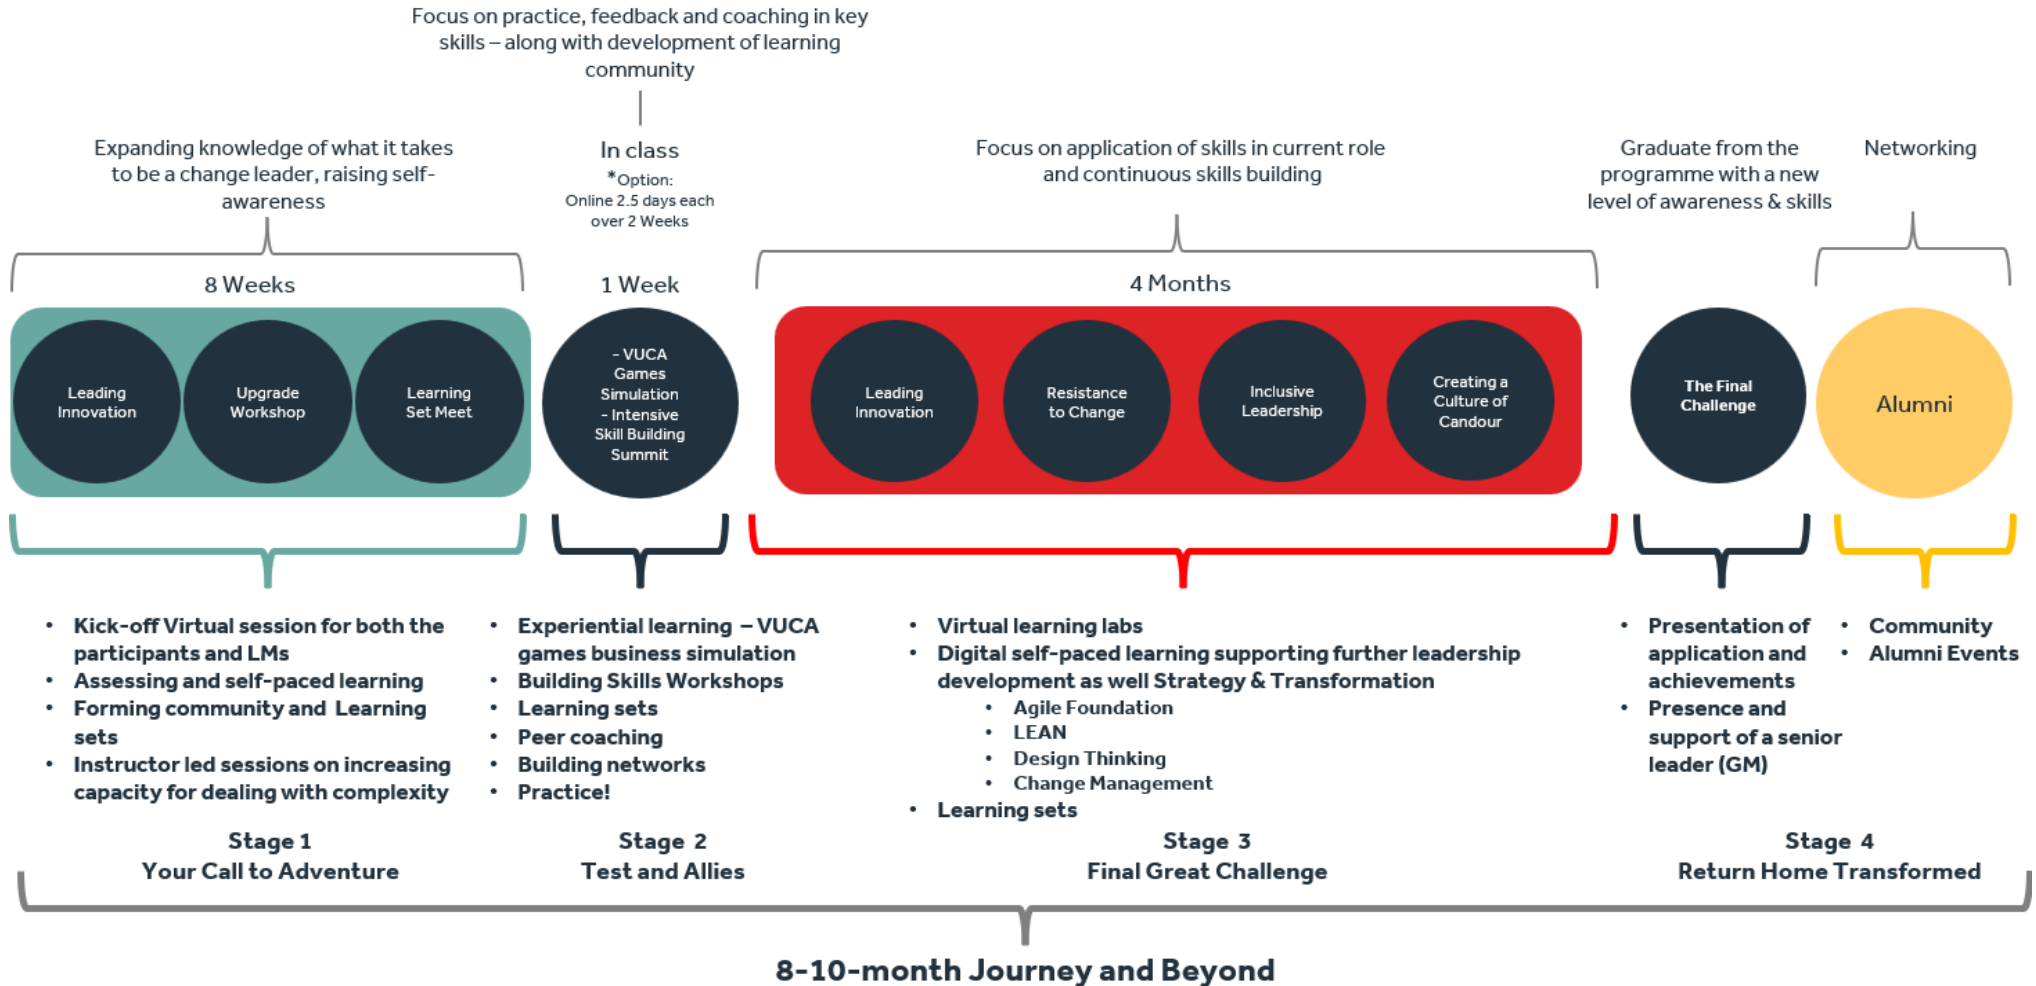 Focus on practice, feedback and coaching in key
skills – along with development of learning
community
Expanding knowledge of what it takes
to be a change leader, raising self-
awareness
In class
*Option:
Online 2.5 days each
over 2 Weeks
Focus on application of skills in current role
and continuous skills building
Graduate from the
programme with a new
level of awareness & skills
Networking
8 Weeks
1 Week
4 Months
Leading
Innovation
Upgrade
Workshop
Learning
Set Meet
- VUCA
Games
Simulation
- Intensive
Skill Building
Summit
Leading
Innovation
Resistance
to Change
Inclusive
Leadership
Creating a
Culture of
Candour
The Final
Challenge
Alumni
• Kick-off Virtual session for both the
participants and LMs
• Assessing and self-paced learning
• Forming community and Learning
sets
• Instructor led sessions on increasing
capacity for dealing with complexity
• Experiential learning – VUCA
games business simulation
• Building Skills Workshops
• Learning sets
• Peer coaching
• Building networks
• Practice!
• Virtual learning labs
• Digital self-paced learning supporting further leadership
development as well Strategy & Transformation
• Agile Foundation
• LEAN
• Design Thinking
• Change Management
• Learning sets
• Presentation of
application and
achievements
• Presence and
support of a senior
leader (GM)
• Community
• Alumni Events
Stage 1
Your Call to Adventure
Stage 2
Test and Allies
Stage 3
Final Great Challenge
Stage 4
Return Home Transformed
8-10-month Journey and Beyond